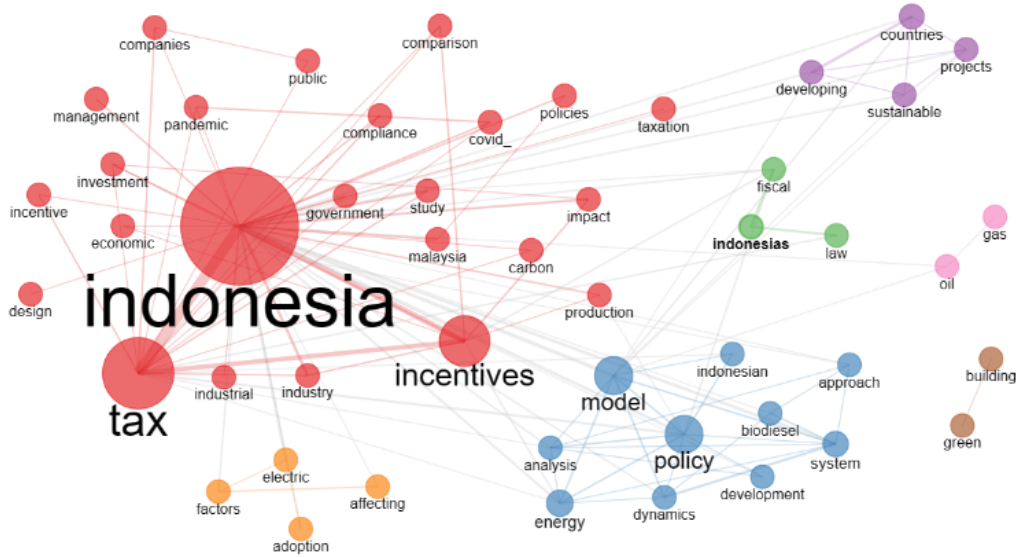 companies
comparison
countries
public
projects
developing
management
pandemic
compliance
covid_
policies
taxation
sustainable
investment
fiscal
incentive
government
study
impact
economic
malaysia
carbon
indonesias
law
gas
oil
design
indonesia
production
industrial
industry
incentives
tax
model
indonesian
approach
building
biodiesel
green
policy
analysis
system
electric
development
factors
affecting
energy
dynamics
adoption